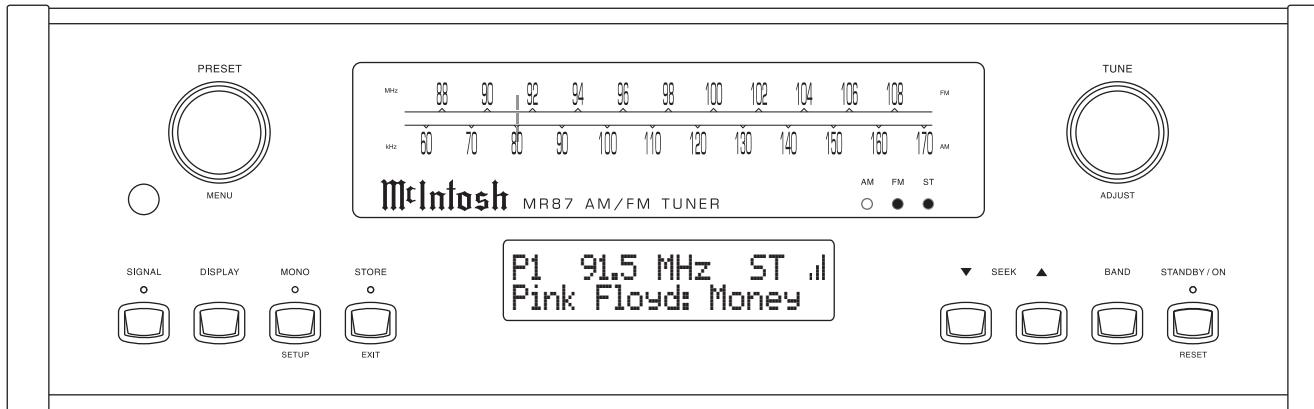 PRESET
MENU
MHz 88 90 92 94 96 98 100 102 104 106 108 FM
kHz 60 70 80 90 100 110 120 130 140 150 160 170 AM
McIntosh MR87 AM/FM TUNER
AM FM ST
TUNE
ADJUST
SIGNAL DISPLAY MONO STORE
SETUP EXIT
P1 91.5 MHz ST
Pink Floyd: Money
▼ SEEK ▲ BAND STANDBY / ON
RESET